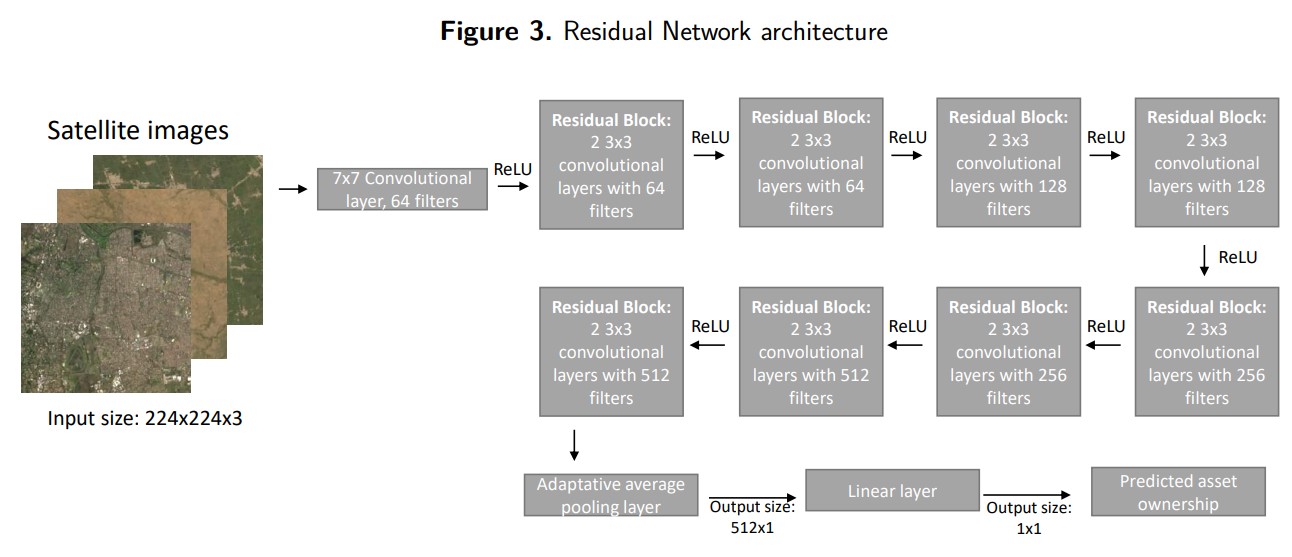 Figure 3. Residual Network architecture
Satellite images
Input size: 224x224x3
7x7 Convolutional
layer, 64 filters
ReLU
Residual Block:
2 3x3
convolutional
layers with 64
filters
ReLU
Residual Block:
2 3x3
convolutional
layers with 64
filters
ReLU
Residual Block:
2 3x3
convolutional
layers with 128
filters
ReLU
Residual Block:
2 3x3
convolutional
layers with 128
filters
ReLU
Residual Block:
2 3x3
convolutional
layers with 256
filters
ReLU
Residual Block:
2 3x3
convolutional
layers with 256
filters
ReLU
Residual Block:
2 3x3
convolutional
layers with 512
filters
ReLU
Residual Block:
2 3x3
convolutional
layers with 512
filters
Adaptative average
pooling layer
Output size:
512x1
Linear layer
Output size:
1x1
Predicted asset
ownership